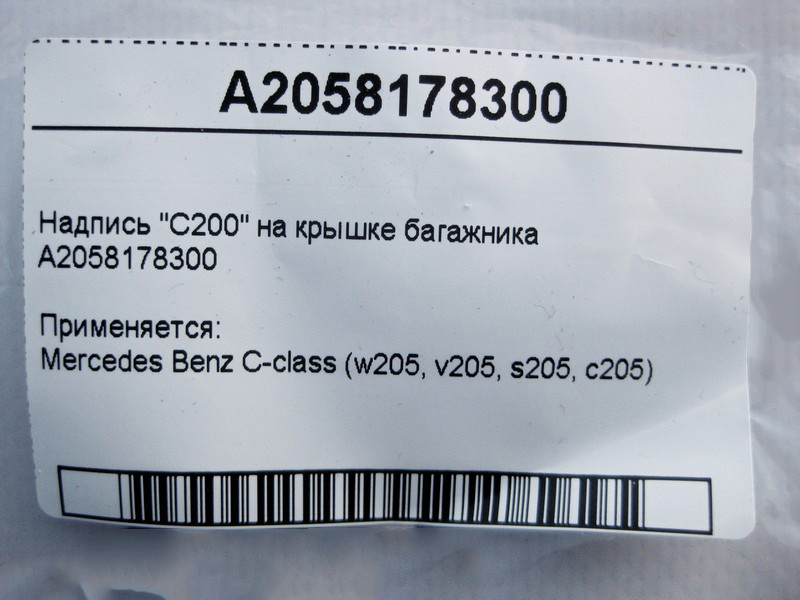 A2058178300
Надпись "C200" на крышке багажника
A2058178300
Применяется:
Mercedes Benz C-class (w205, v205, s205, c205)